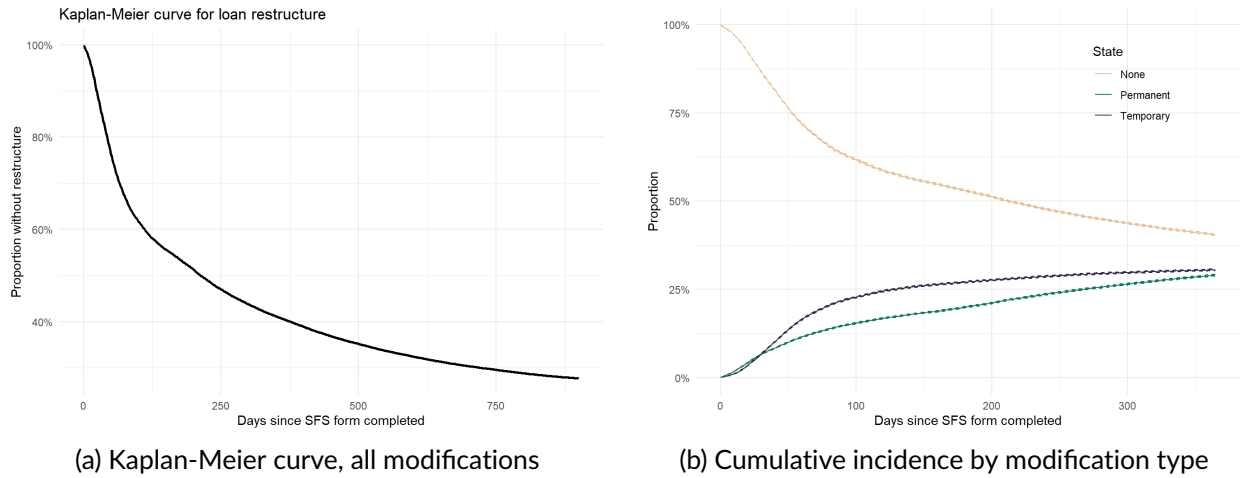 Kaplan-Meier curve for loan restructure
100%
80%
60%
40%
Proportion without restructure
0
250
500
750
Days since SFS form completed
(a) Kaplan-Meier curve, all modifications
100%
75%
50%
25%
0%
Proportion
State
None
Permanent
Temporary
0
100
200
300
Days since SFS form completed
(b) Cumulative incidence by modification type